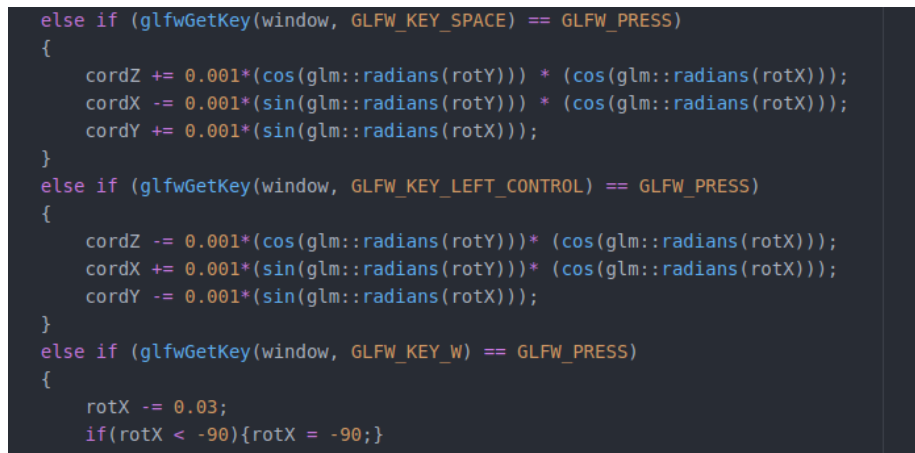 else if (glfwGetKey(window, GLFW_KEY_SPACE) == GLFW_PRESS)
{
cordZ += 0.001*(cos(glm::radians(rotY))) * (cos(glm::radians(rotX)));
cordX -= 0.001*(sin(glm::radians(rotY))) * (cos(glm::radians(rotX)));
cordY += 0.001*(sin(glm::radians(rotX)));
}
else if (glfwGetKey(window, GLFW_KEY_LEFT_CONTROL) == GLFW_PRESS)
{
cordZ -= 0.001*(cos(glm::radians(rotY)))* (cos(glm::radians(rotX)));
cordX += 0.001*(sin(glm::radians(rotY)))* (cos(glm::radians(rotX)));
cordY -= 0.001*(sin(glm::radians(rotX)));
}
else if (glfwGetKey(window, GLFW_KEY_W) == GLFW_PRESS)
{
rotX -= 0.03;
if(rotX < -90){rotX = -90;}